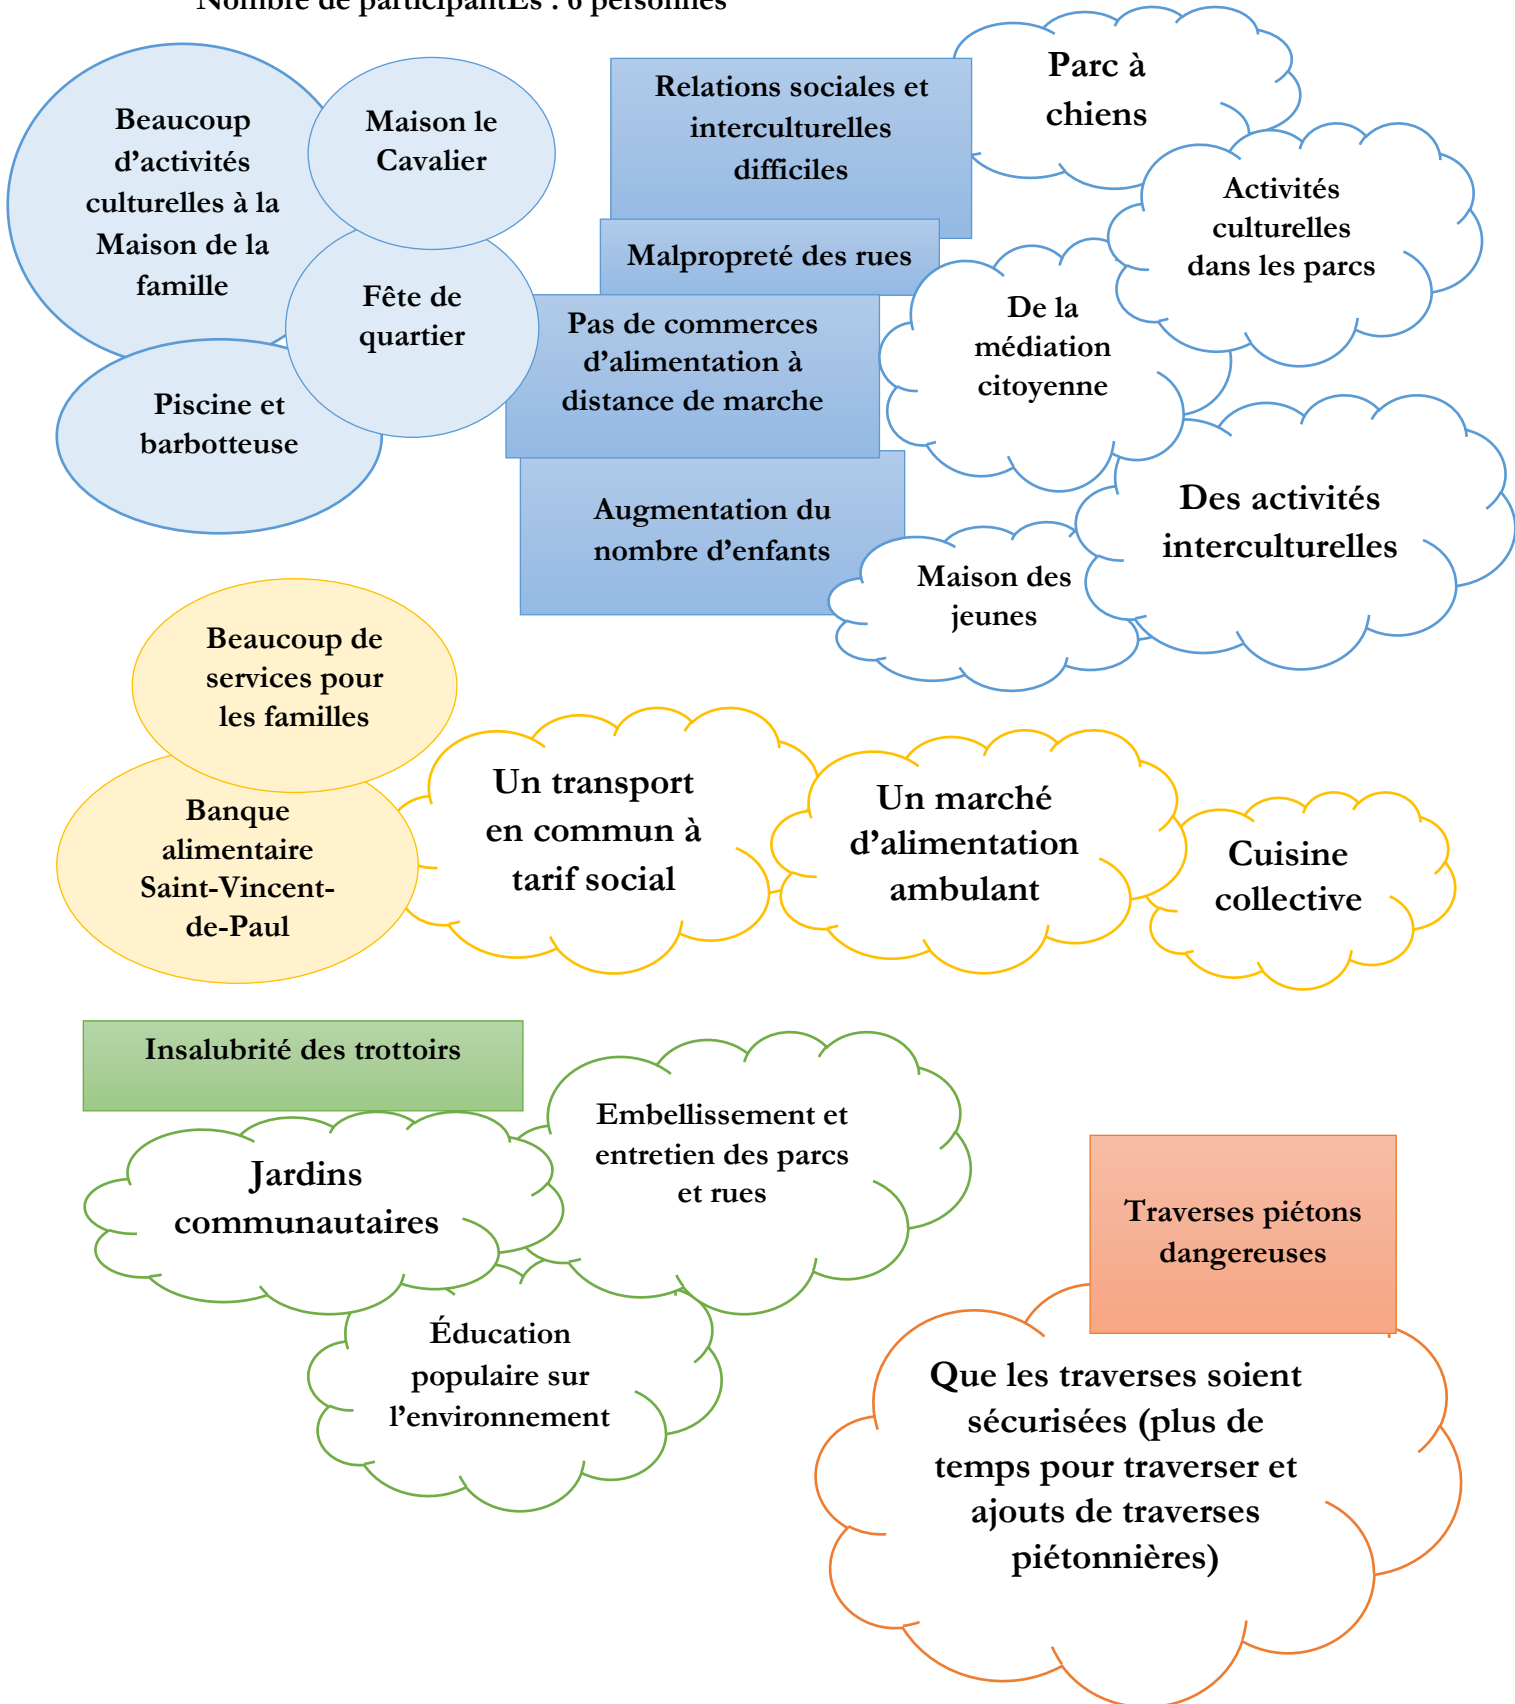 Nombre de participantEs : 6 personnes
Beaucoup
d’activités
culturelles à la
Maison de la
famille
Maison le
Cavalier
Fête de
quartier
Piscine et
barbotteuse
Relations sociales et
interculturelles
difficiles
Malpropreté des rues
Pas de commerces
d’alimentation à
distance de marche
Augmentation du
nombre d’enfants
Parc à
chiens
Activités
culturelles
dans les parcs
De la
médiation
citoyenne
Des activités
interculturelles
Maison des
jeunes
Beaucoup de
services pour
les familles
Banque
alimentaire
Saint-Vincent-
de-Paul
Un transport
en commun à
tarif social
Un marché
d’alimentation
ambulant
Cuisine
collective
Insalubrité des trottoirs
Jardins
communautaires
Embellissement et
entretien des parcs
et rues
Éducation
populaire sur
l’environnement
Traverses piétons
dangereuses
Que les traverses soient
sécurisées (plus de
temps pour traverser et
ajouts de traverses
piétonnières)